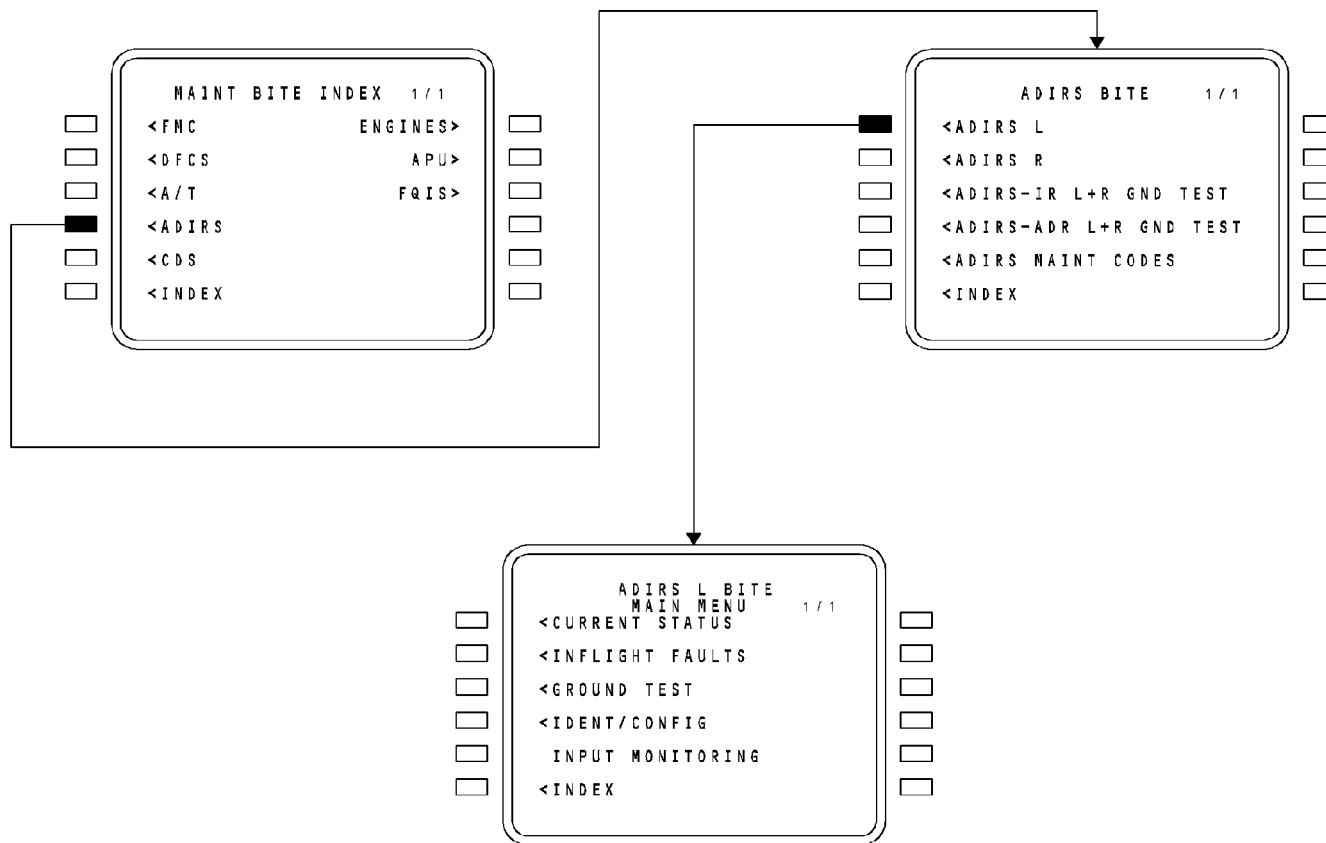 MAINT BITE INDEX 1/1
<FMC ENGINES>
<DFCS APU>
<A/T FQIS>
<ADIRS
<CDS
<INDEX
ADIRS BITE 1/1
<ADIRS L
<ADIRS R
<ADIRS-IR L+R GND TEST
<ADIRS-ADR L+R GND TEST
<ADIRS MAINT CODES
<INDEX
ADIRS L BITE
MAIN MENU 1/1
<CURRENT STATUS
<INFLIGHT FAULTS
<GROUND TEST
<IDENT/CONFIG
INPUT MONITORING
<INDEX